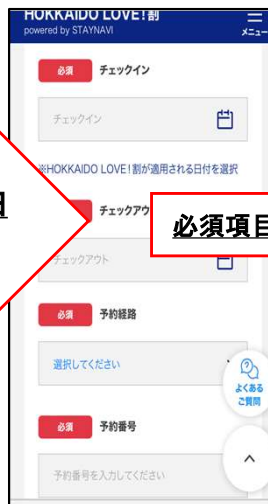 HOKKAIDO LOVE!割
powered by STAYNAVI
メニュー
必須 チェックイン
チェックイン
※HOKKAIDO LOVE!割が適用される日付を選択
チェックアウ
必須項目
チェックアウト
必須 予約経路
選択してください
よくある
ご質問
必須 予約番号
予約番号を入力してください